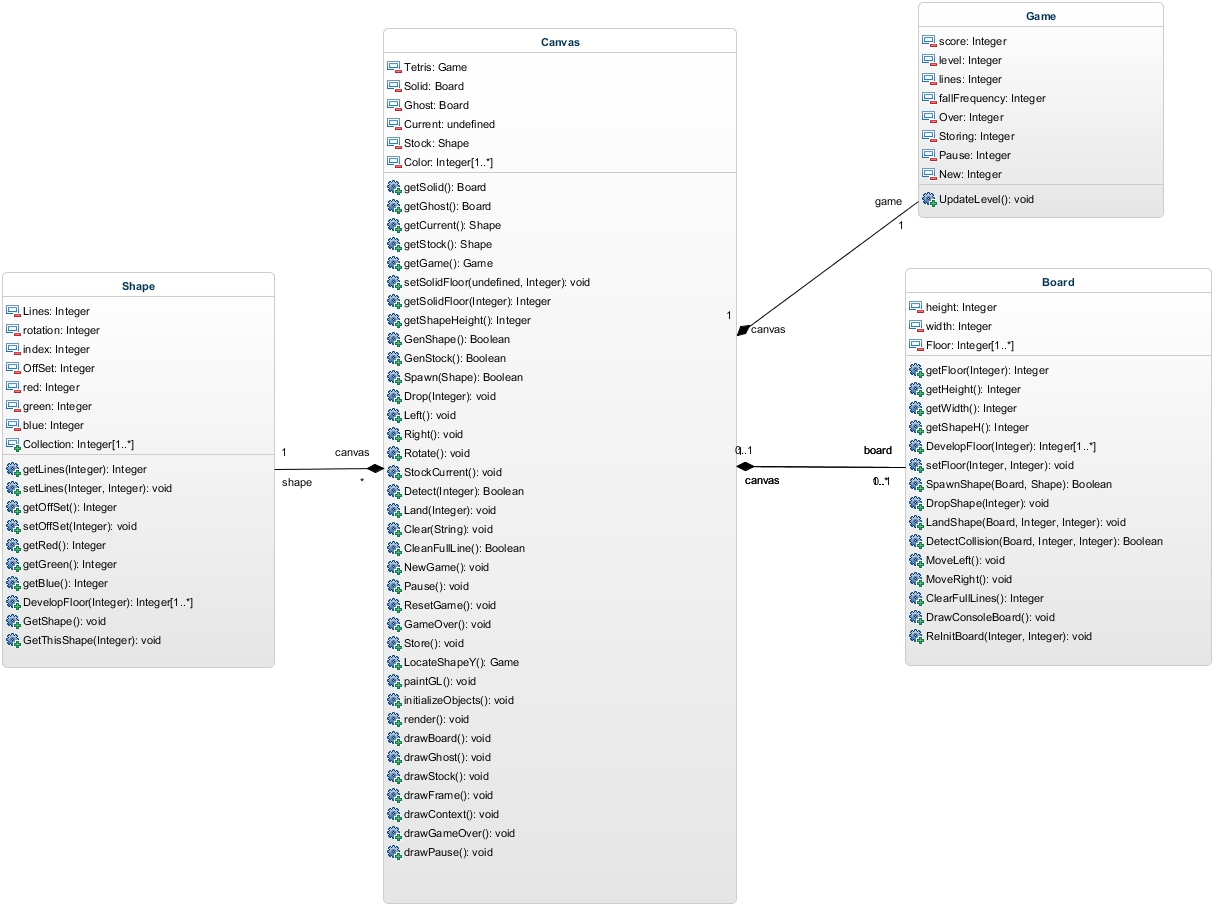 Canvas
Tetris: Game
Solid: Board
Ghost: Board
Current: undefined
Stock: Shape
Color: Integer[1..*]
getSolid(): Board
getGhost(): Board
getCurrent(): Shape
getStock(): Shape
getGame(): Game
setSolidFloor(undefined, Integer): void
getSolidFloor(Integer): Integer
getShapeHeight(): Integer
GenShape(): Boolean
GenStock(): Boolean
Spawn(Shape): Boolean
Drop(Integer): void
Left(): void
Right(): void
Rotate(): void
StockCurrent(): void
Detect(Integer): Boolean
Land(Integer): void
Clear(String): void
CleanFullLine(): Boolean
NewGame(): void
Pause(): void
ResetGame(): void
GameOver(): void
Store(): void
LocateShapeY(): Game
paintGL(): void
initializeObjects(): void
render(): void
drawBoard(): void
drawGhost(): void
drawStock(): void
drawFrame(): void
drawContext(): void
drawGameOver(): void
drawPause(): void
Game
score: Integer
level: Integer
lines: Integer
fallFrequency: Integer
Over: Integer
Storing: Integer
Pause: Integer
New: Integer
UpdateLevel(): void
game
1
1
canvas
Shape
Lines: Integer
rotation: Integer
index: Integer
OffSet: Integer
red: Integer
green: Integer
blue: Integer
Collection: Integer[1..*]
getLines(Integer): Integer
setLines(Integer, Integer): void
getOffSet(): Integer
setOffSet(Integer): void
getRed(): Integer
getGreen(): Integer
getBlue(): Integer
DevelopFloor(Integer): Integer[1..*]
GetShape(): void
GetThisShape(Integer): void
1
canvas
shape
*
Board
height: Integer
width: Integer
Floor: Integer[1..*]
getFloor(Integer): Integer
getHeight(): Integer
getWidth(): Integer
getShapeH(): Integer
DevelopFloor(Integer): Integer[1..*]
setFloor(Integer, Integer): void
SpawnShape(Board, Shape): Boolean
DropShape(Integer): void
LandShape(Board, Integer, Integer): void
DetectCollision(Board, Integer, Integer): Boolean
MoveLeft(): void
MoveRight(): void
ClearFullLines(): Integer
DrawConsoleBoard(): void
ReInitBoard(Integer, Integer): void
board
canvas